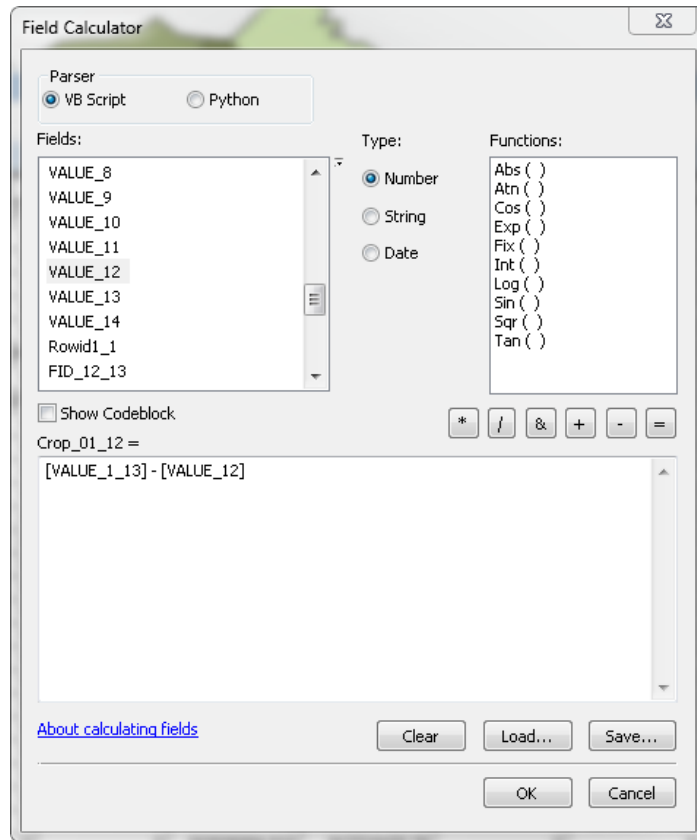 Field Calculator
Parser
VB Script
Python
Fields:
VALUE_8
VALUE_9
VALUE_10
VALUE_11
VALUE_12
VALUE_13
VALUE_14
Rowid1_1
FID_12_13
Type:
Number
String
Date
Functions:
Abs ( )
Atn ( )
Cos ( )
Exp ( )
Fix ( )
Int ( )
Log ( )
Sin ( )
Sqr ( )
Tan ( )
Show Codeblock
* / & + - =
Crop_01_12 =
[VALUE_1_13] - [VALUE_12]
About calculating fields
Clear
Load...
Save...
OK
Cancel